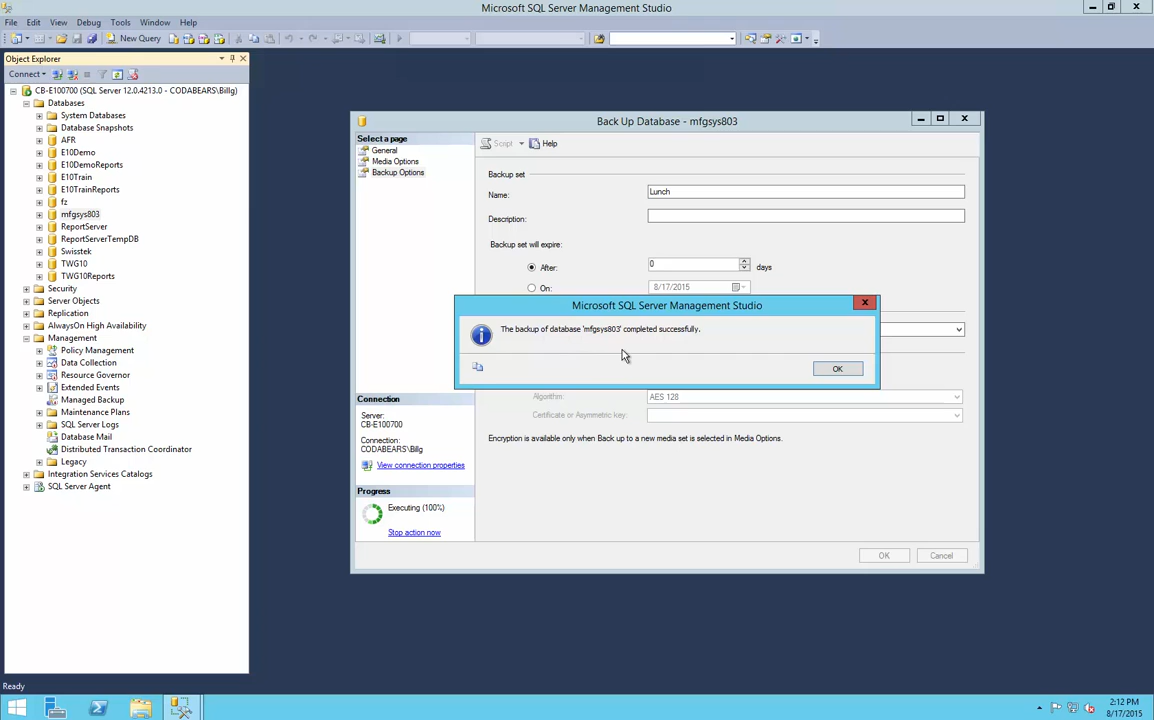 Microsoft SQL Server Management Studio
File Edit View Debug Tools Window Help
New Query
Object Explorer
Connect
CB-E100700 (SQL Server 12.0.4213.0 - CODABEARS\Billg)
Databases
System Databases
Database Snapshots
AFR
E10Demo
E10DemoReports
E10Train
E10TrainReports
fz
mfgsys803
ReportServer
ReportServerTempDB
Swisstek
TWG10
TWG10Reports
Security
Server Objects
Replication
AlwaysOn High Availability
Management
Policy Management
Data Collection
Resource Governor
Extended Events
Managed Backup
Maintenance Plans
SQL Server Logs
Database Mail
Distributed Transaction Coordinator
Legacy
Integration Services Catalogs
SQL Server Agent
Back Up Database - mfgsys803
Select a page
General
Media Options
Backup Options
Script Help
Backup set
Name: Lunch
Description:
Backup set will expire:
After: 0 days
On: 8/17/2015
Microsoft SQL Server Management Studio
The backup of database 'mfgsys803' completed successfully.
OK
Algorithm: AES 128
Certificate or Asymmetric key:
Encryption is available only when Back up to a new media set is selected in Media Options.
Connection
Server:
CB-E100700
Connection:
CODABEARS\Billg
View connection properties
Progress
Executing (100%)
Stop action now
OK Cancel
Ready
2:12 PM
8/17/2015